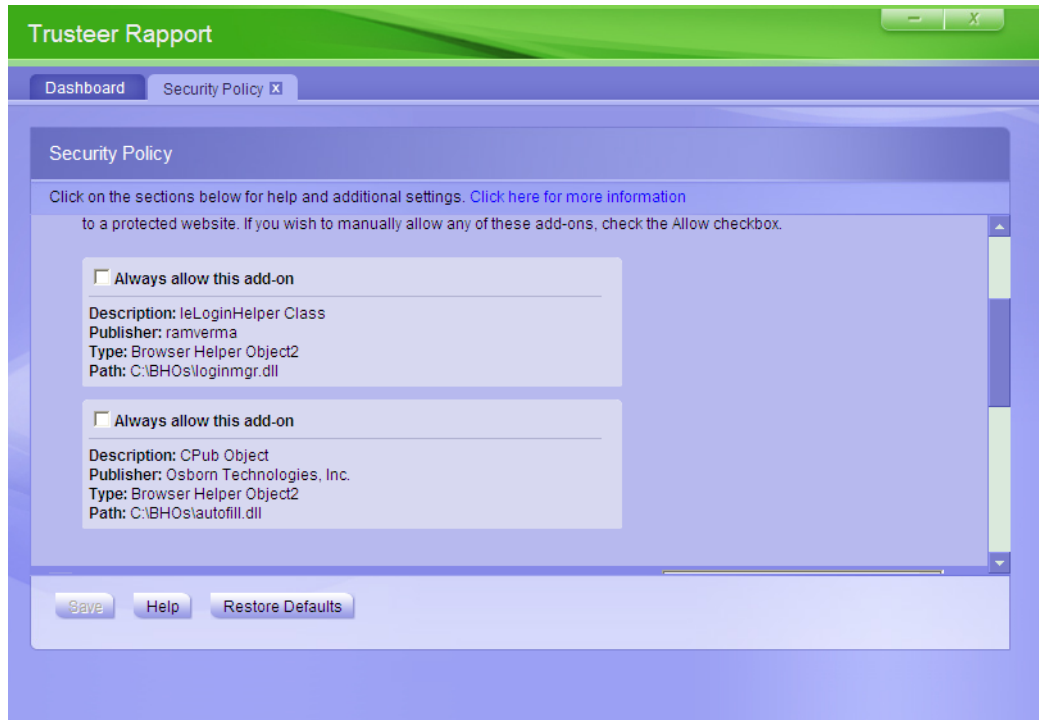 Trusteer Rapport
Dashboard
Security Policy
Security Policy
Click on the sections below for help and additional settings. Click here for more information
to a protected website. If you wish to manually allow any of these add-ons, check the Allow checkbox.
Always allow this add-on
Description: IeLoginHelper Class
Publisher: ramverma
Type: Browser Helper Object2
Path: C:\BHOs\loginmgr.dll
Always allow this add-on
Description: CPub Object
Publisher: Osborn Technologies, Inc.
Type: Browser Helper Object2
Path: C:\BHOs\autofill.dll
Save Help Restore Defaults